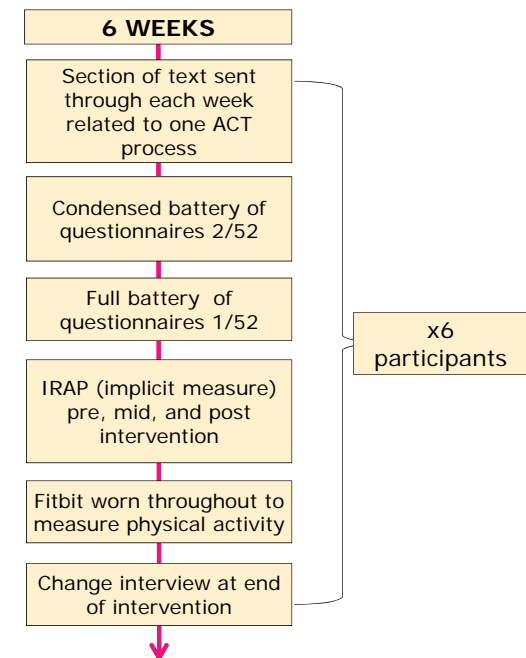 6 WEEKS
Section of text sent
through each week
related to one ACT
process
Condensed battery of
questionnaires 2/52
Full battery of
questionnaires 1/52
IRAP (implicit measure)
pre, mid, and post
intervention
Fitbit worn throughout to
measure physical activity
Change interview at end
of intervention
x6
participants